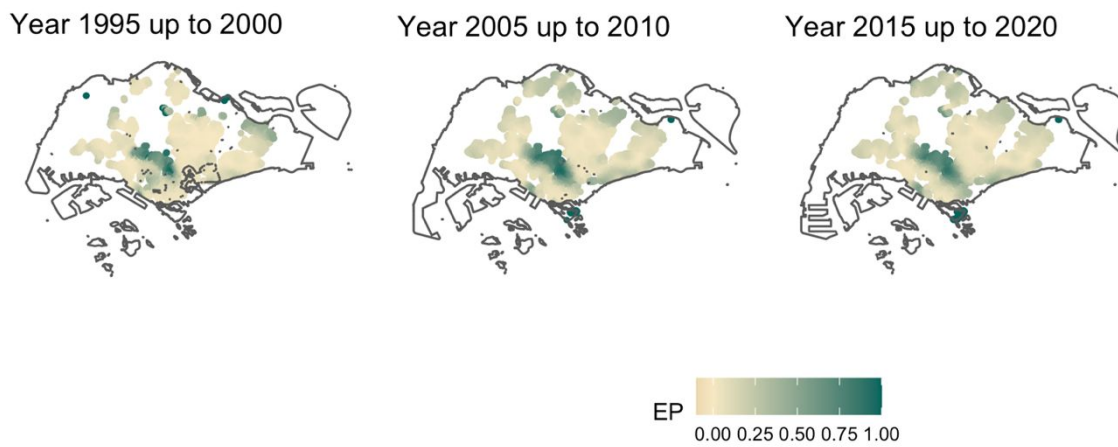 Year 1995 up to 2000
Year 2005 up to 2010
Year 2015 up to 2020
EP
0.00 0.25 0.50 0.75 1.00